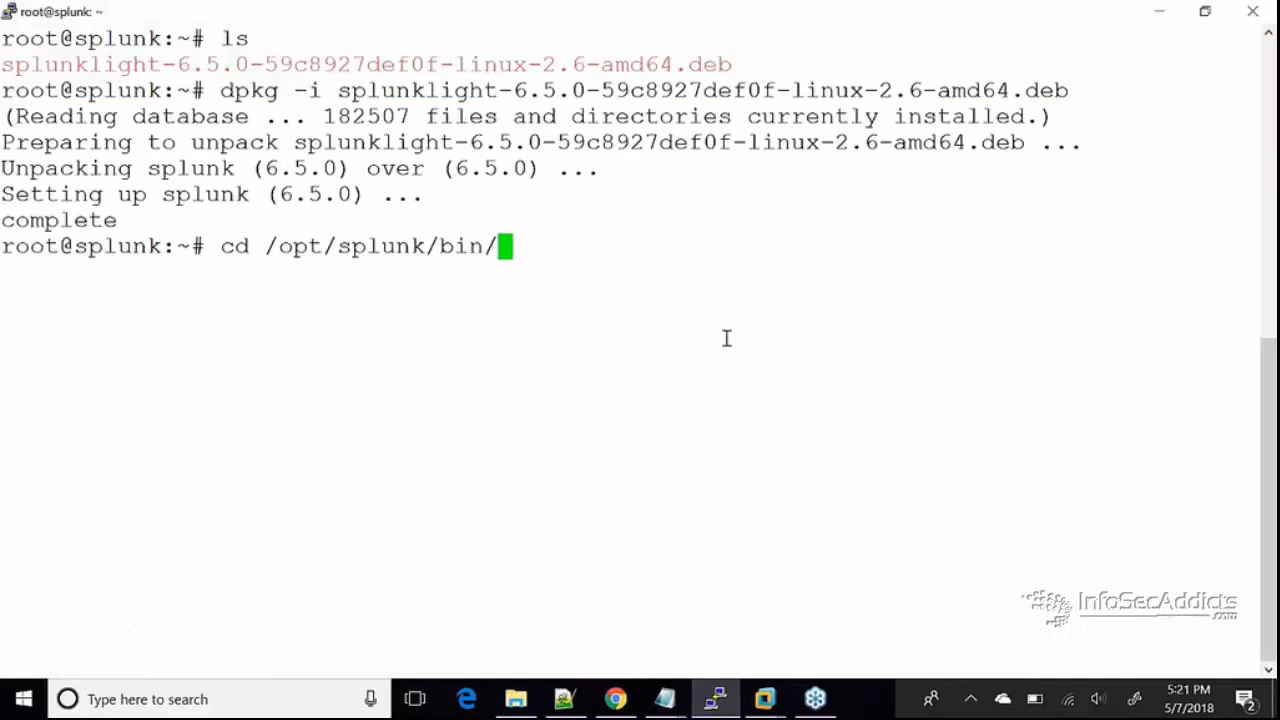 root@splunk: ~
root@splunk:~# ls
splunklight-6.5.0-59c8927def0f-linux-2.6-amd64.deb
root@splunk:~# dpkg -i splunklight-6.5.0-59c8927def0f-linux-2.6-amd64.deb
(Reading database ... 182507 files and directories currently installed.)
Preparing to unpack splunklight-6.5.0-59c8927def0f-linux-2.6-amd64.deb ...
Unpacking splunk (6.5.0) over (6.5.0) ...
Setting up splunk (6.5.0) ...
complete
root@splunk:~# cd /opt/splunk/bin/
InfoSecAddicts
.com
Type here to search
5:21 PM
5/7/2018
2